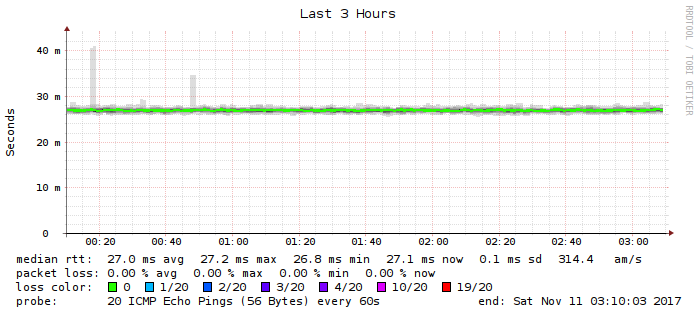 Last 3 Hours
RRDTOOL / TOBI OETIKER
Seconds
40 m
30 m
20 m
10 m
0
00:20 00:40 01:00 01:20 01:40 02:00 02:20 02:40 03:00
median rtt: 27.0 ms avg 27.2 ms max 26.8 ms min 27.1 ms now 0.1 ms sd 314.4 am/s
packet loss: 0.00 % avg 0.00 % max 0.00 % min 0.00 % now
loss color: 0 1/20 2/20 3/20 4/20 10/20 19/20
probe: 20 ICMP Echo Pings (56 Bytes) every 60s end: Sat Nov 11 03:10:03 2017